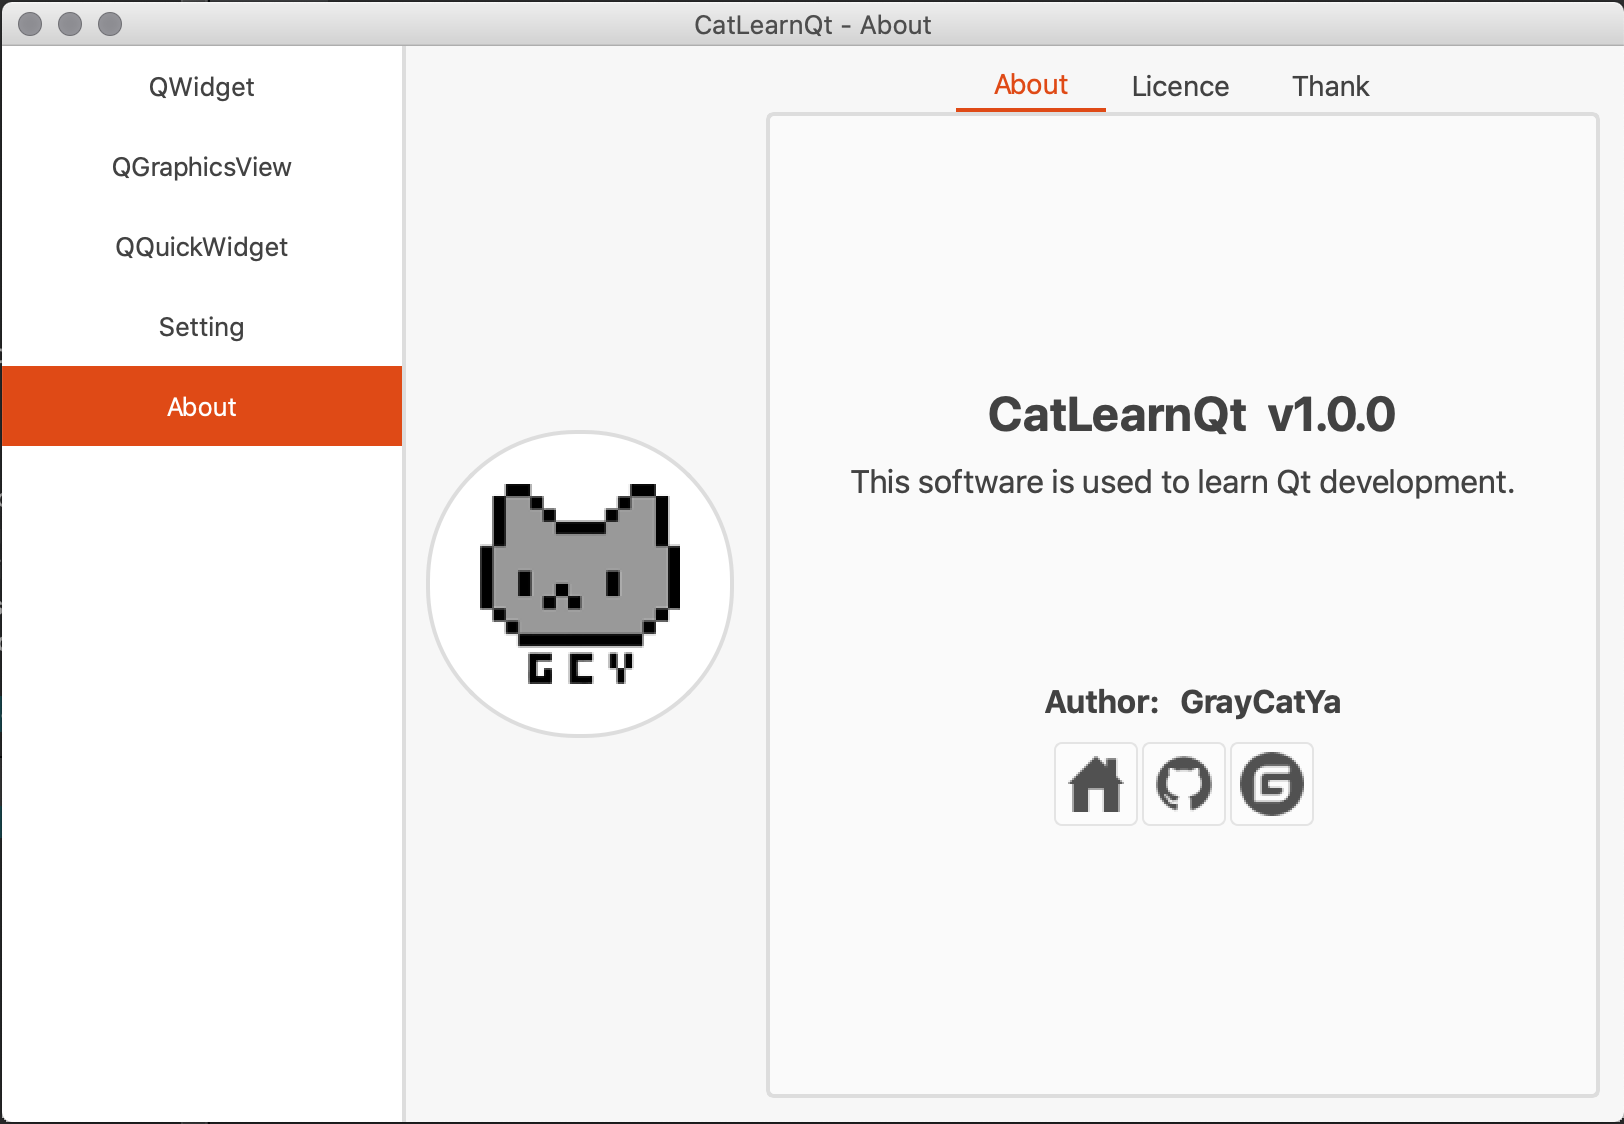 CatLearnQt - About
QWidget
QGraphicsView
QQuickWidget
Setting
About
About Licence Thank
GCY
CatLearnQt v1.0.0
This software is used to learn Qt development.
Author: GrayCatYa